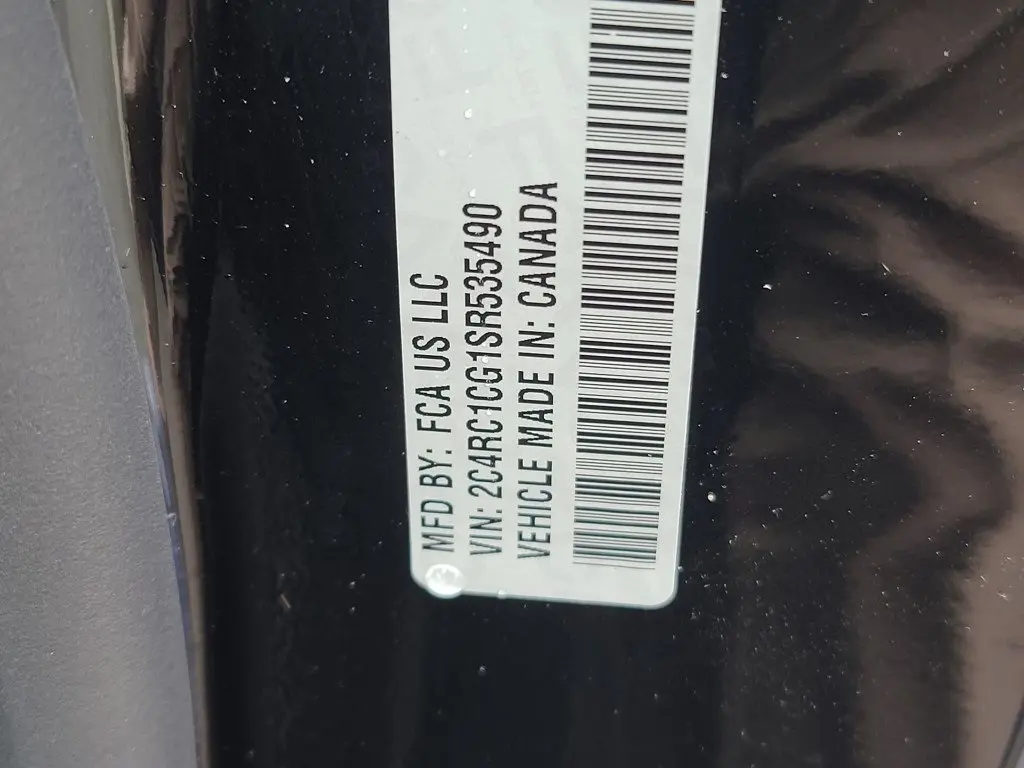 MFD BY: FCA US LLC
VIN: 2C4RC1CG1SR535490
VEHICLE MADE IN: CANADA